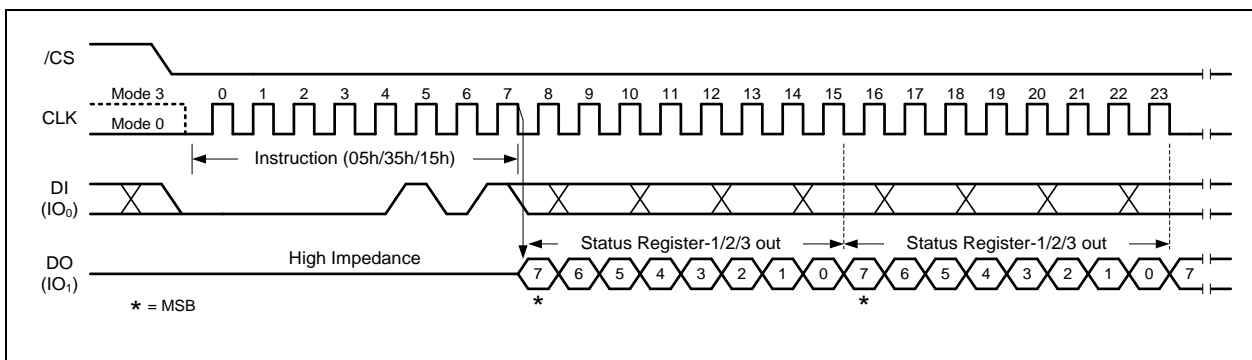 /CS
Mode 3
0 1 2 3 4 5 6 7 8 9 10 11 12 13 14 15 16 17 18 19 20 21 22 23
CLK
Mode 0
Instruction (05h/35h/15h)
DI
(IO₀)
Status Register-1/2/3 out Status Register-1/2/3 out
High Impedance
DO
(IO₁)
7 6 5 4 3 2 1 0 7 6 5 4 3 2 1 0 7
* *
* = MSB